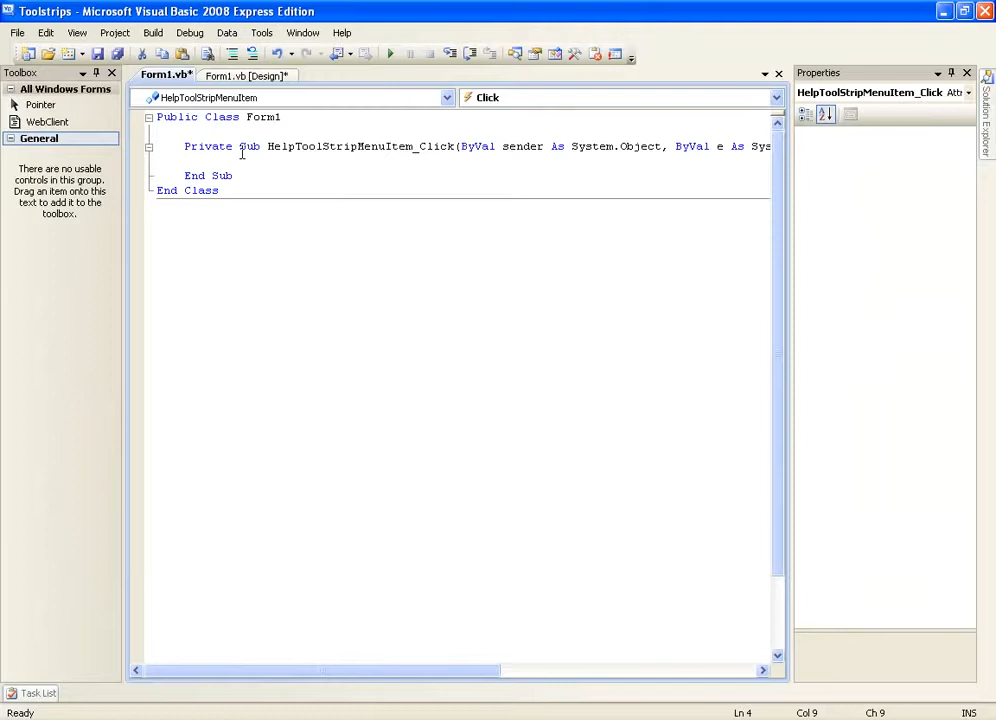 Toolstrips - Microsoft Visual Basic 2008 Express Edition
File Edit View Project Build Debug Data Tools Window Help
Toolbox
All Windows Forms
Pointer
WebClient
General
There are no usable
controls in this group.
Drag an item onto this
text to add it to the
toolbox.
Form1.vb* Form1.vb [Design]*
HelpToolStripMenuItem Click
Public Class Form1
Private Sub HelpToolStripMenuItem_Click(ByVal sender As System.Object, ByVal e As Sys
End Sub
End Class
Properties
HelpToolStripMenuItem_Click Attr
Solution Explorer
Task List
Ready Ln 4 Col 9 Ch 9 INS